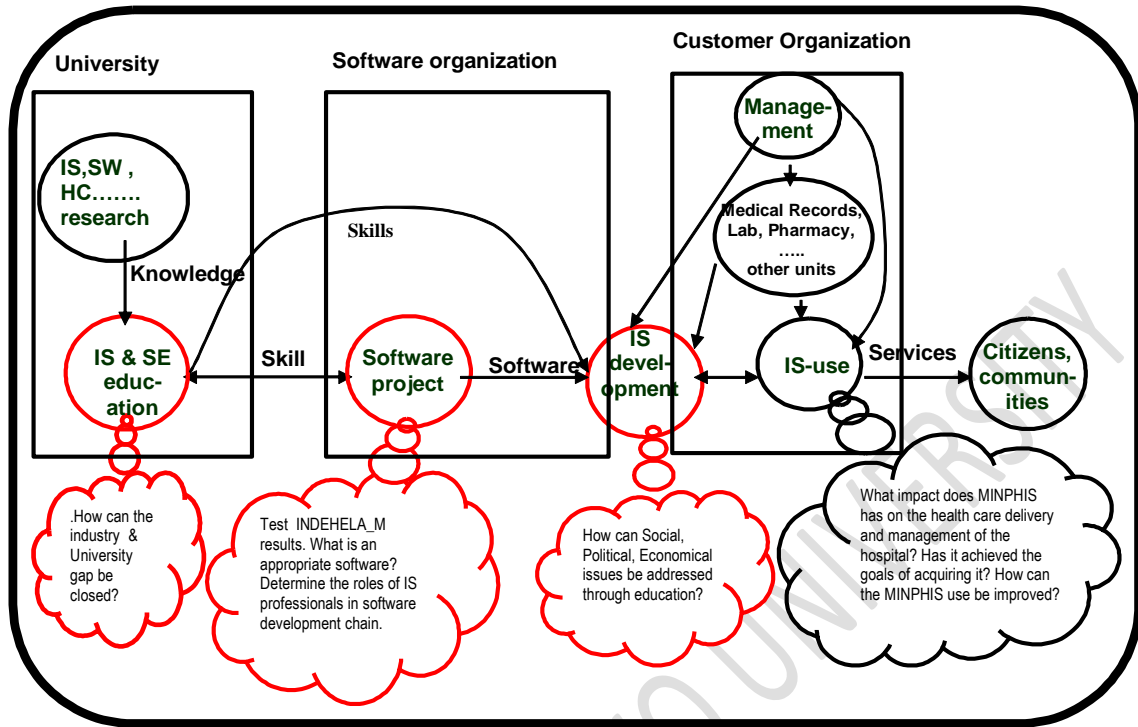 University
Software organization
Customer Organization
IS,SW ,
HC…….
research
Knowledge
IS & SE
educ-
ation
Skill
Skills
Software
project
Software
Manage-
ment
Medical Records,
Lab, Pharmacy,
…..
other units
IS
devel-
opment
IS-use
Services
Citizens,
commun-
ities
.How can the
industry &
University
gap be
closed?
Test INDEHELA_M
results. What is an
appropriate software?
Determine the roles of IS
professionals in software
development chain.
How can Social,
Political, Economical
issues be addressed
through education?
What impact does MINPHIS
has on the health care delivery
and management of the
hospital? Has it achieved the
goals of acquiring it? How can
the MINPHIS use be improved?
UNIVERSITY